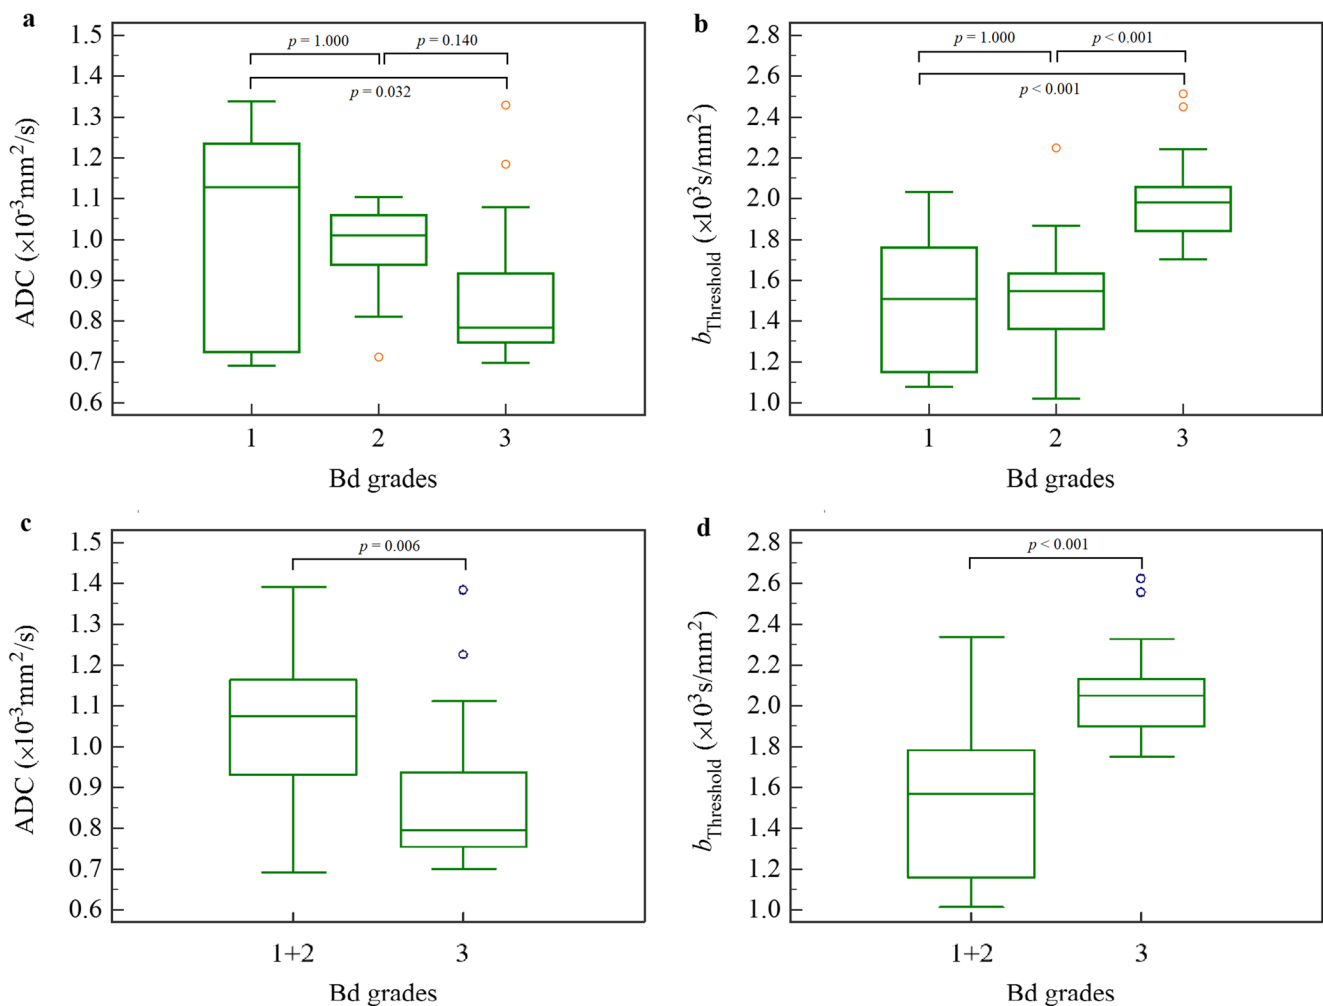 a
p = 1.000
p = 0.140
p = 0.032
ADC (×10⁻³mm²/s)
1.5
1.4
1.3
1.2
1.1
1.0
0.9
0.8
0.7
0.6
1 2 3
Bd grades
b
p = 1.000
p < 0.001
p < 0.001
bThreshold (×10³s/mm²)
2.8
2.6
2.4
2.2
2.0
1.8
1.6
1.4
1.2
1.0
1 2 3
Bd grades
c
p = 0.006
ADC (×10⁻³mm²/s)
1.5
1.4
1.3
1.2
1.1
1.0
0.9
0.8
0.7
0.6
1+2 3
Bd grades
d
p < 0.001
bThreshold (×10³s/mm²)
2.8
2.6
2.4
2.2
2.0
1.8
1.6
1.4
1.2
1.0
1+2 3
Bd grades